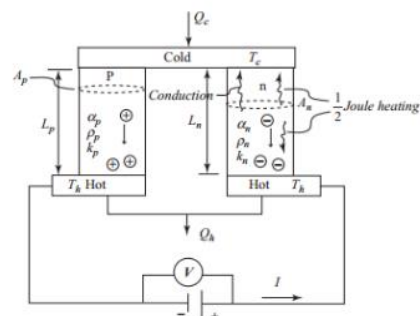 Q_c
Cold T_c
A_p P n A_n
Conduction 1/2 Joule heating
L_p L_n
α_p ⊕ α_n ⊖
ρ_p ρ_n
k_p ⊕ ⊕ k_n ⊖ ⊖
T_h Hot Hot T_h
Q_h
V
I
− +